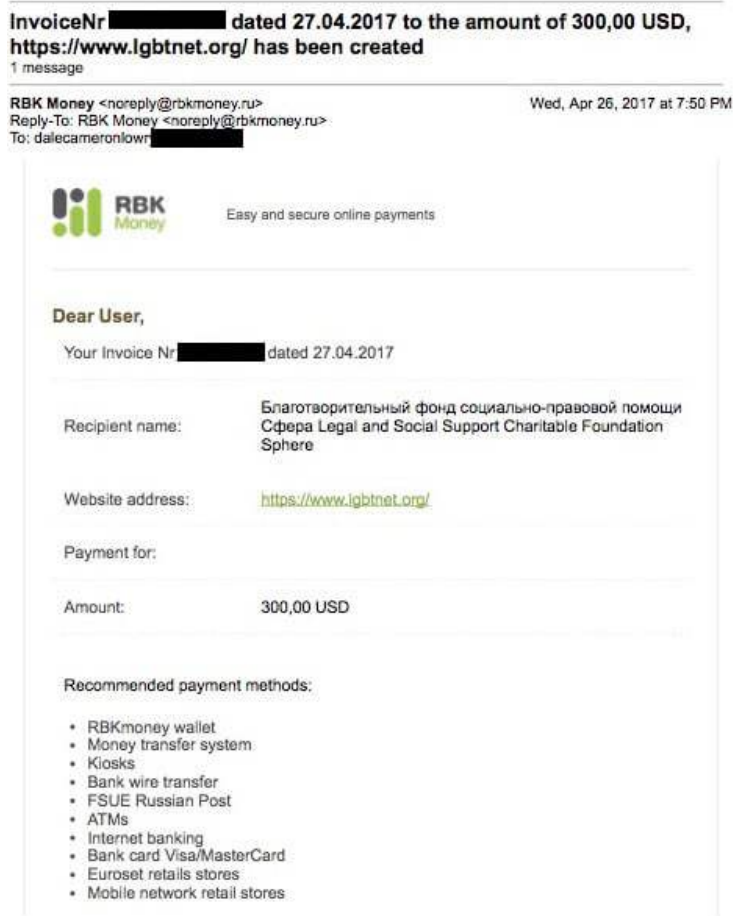 InvoiceNr dated 27.04.2017 to the amount of 300,00 USD,
https://www.lgbtnet.org/ has been created
1 message
RBK Money <noreply@rbkmoney.ru>
Wed, Apr 26, 2017 at 7:50 PM
Reply-To: RBK Money <noreply@rbkmoney.ru>
To: dalecameronlowr
RBK
Money
Easy and secure online payments
Dear User,
Your Invoice Nr dated 27.04.2017
Recipient name:
Благотворительный фонд социально-правовой помощи
Сфера Legal and Social Support Charitable Foundation
Sphere
Website address:
https://www.lgbtnet.org/
Payment for:
Amount:
300,00 USD
Recommended payment methods:
• RBKmoney wallet
• Money transfer system
• Kiosks
• Bank wire transfer
• FSUE Russian Post
• ATMs
• Internet banking
• Bank card Visa/MasterCard
• Euroset retails stores
• Mobile network retail stores